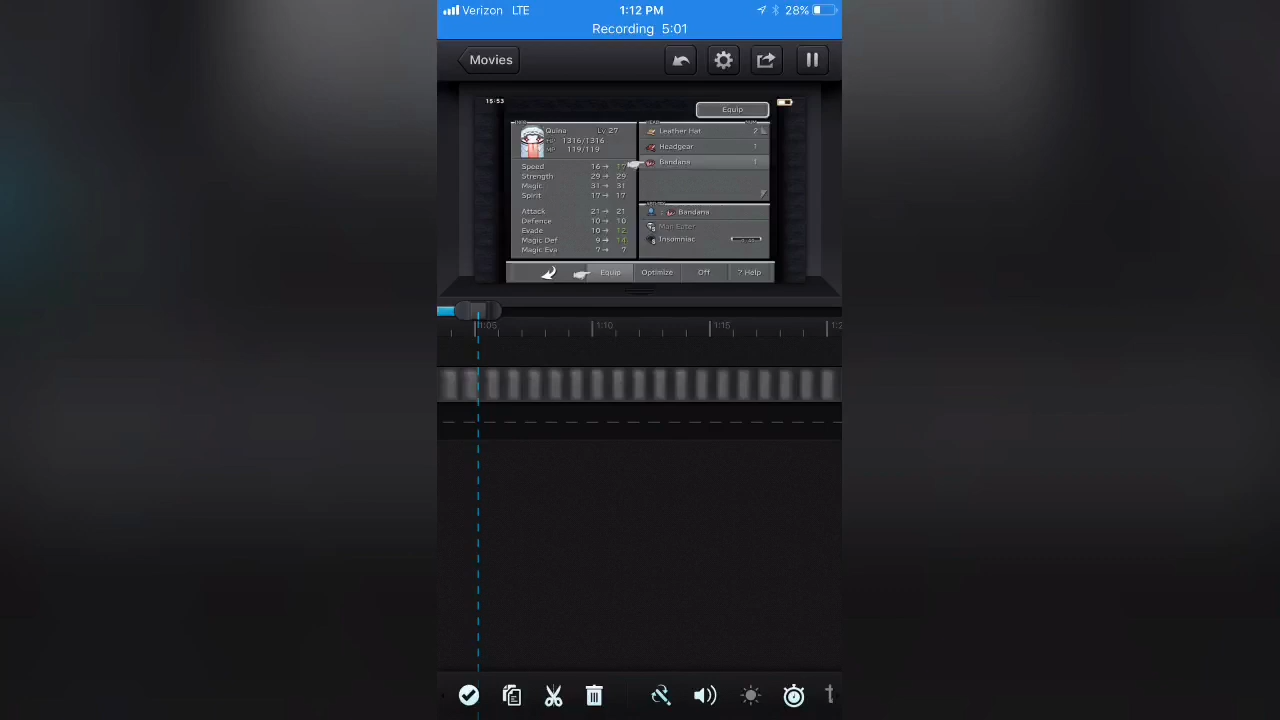 Verizon LTE 1:12 PM 28%
Recording 5:01
Movies
15:53
Equip
Quina Lv 27
HP 1316/1316
MP 119/119
Speed 16 → 17
Strength 29 → 29
Magic 31 → 31
Spirit 17 → 17
Attack 21 → 21
Defence 10 → 10
Evade 10 → 12
Magic Def 9 → 14
Magic Eva 7 → 7
Leather Hat 2
Headgear 1
Bandana 1
: Bandana
Man Eater
Insomniac
Equip Optimize Off ? Help
1:05 1:10 1:15 1:2
t